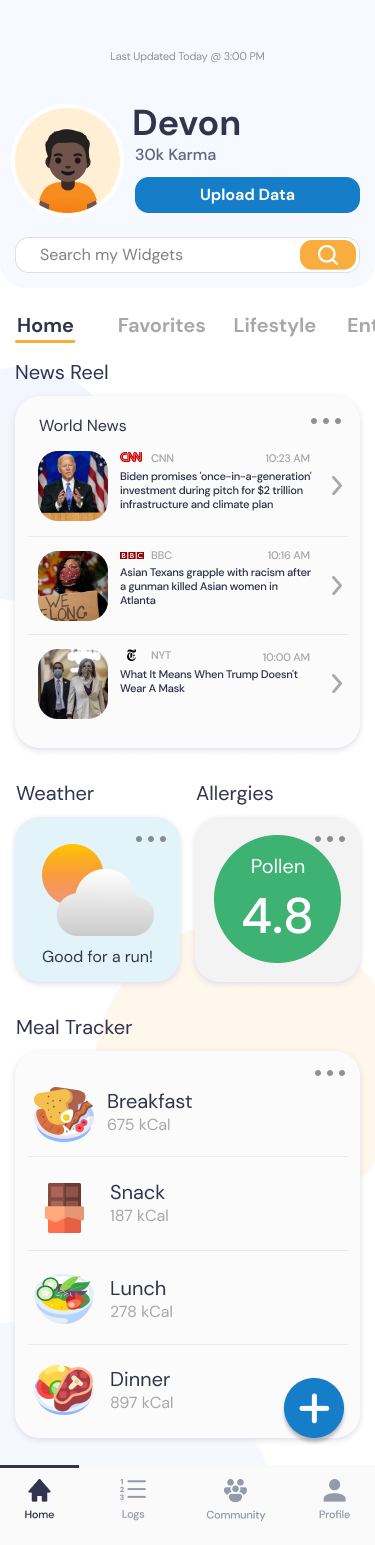 Last Updated Today @ 3:00 PM
Devon
30k Karma
Upload Data
Search my Widgets
Home Favorites Lifestyle Ent
News Reel
World News
CNN CNN 10:23 AM
Biden promises 'once-in-a-generation'
investment during pitch for $2 trillion
infrastructure and climate plan
BBC BBC 10:16 AM
Asian Texans grapple with racism after
a gunman killed Asian women in
Atlanta
WE
T NYT 10:00 AM
What It Means When Trump Doesn't
Wear A Mask
Weather Allergies
Good for a run!
Pollen
4.8
Meal Tracker
Breakfast
675 kCal
Snack
187 kCal
Lunch
278 kCal
Dinner
897 kCal
1
2
3
Home Logs Community Profile